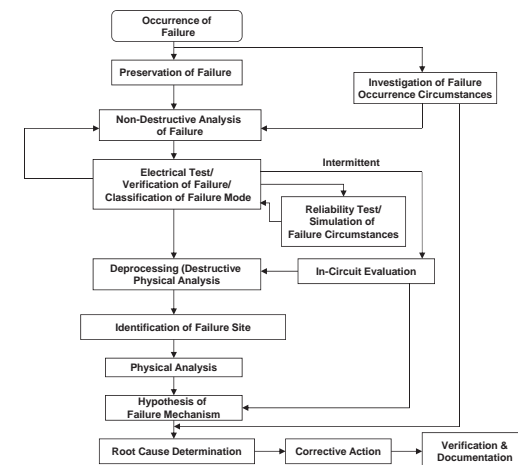 Occurrence of
Failure
Preservation of Failure
Investigation of Failure
Occurrence Circumstances
Non-Destructive Analysis
of Failure
Intermittent
Electrical Test/
Verification of Failure/
Classification of Failure Mode
Reliability Test/
Simulation of
Failure Circumstances
Deprocessing (Destructive
Physical Analysis
In-Circuit Evaluation
Identification of Failure Site
Physical Analysis
Hypothesis of
Failure Mechanism
Root Cause Determination
Corrective Action
Verification &
Documentation